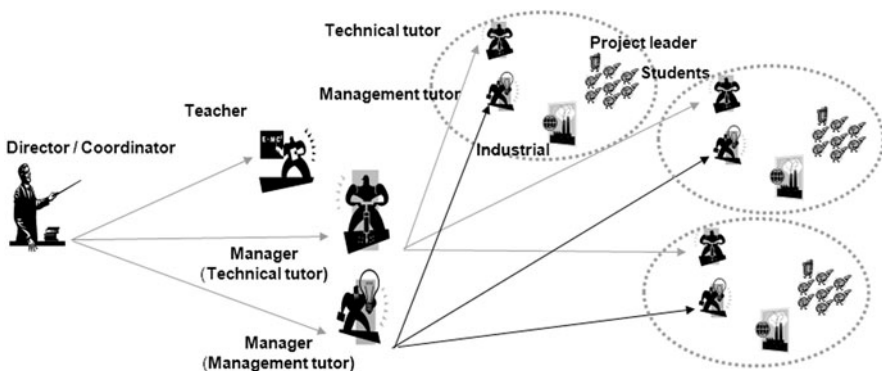 Technical tutor
Project leader
Students
Management tutor
Teacher
Industrial
Director / Coordinator
Manager
(Technical tutor)
Manager
(Management tutor)